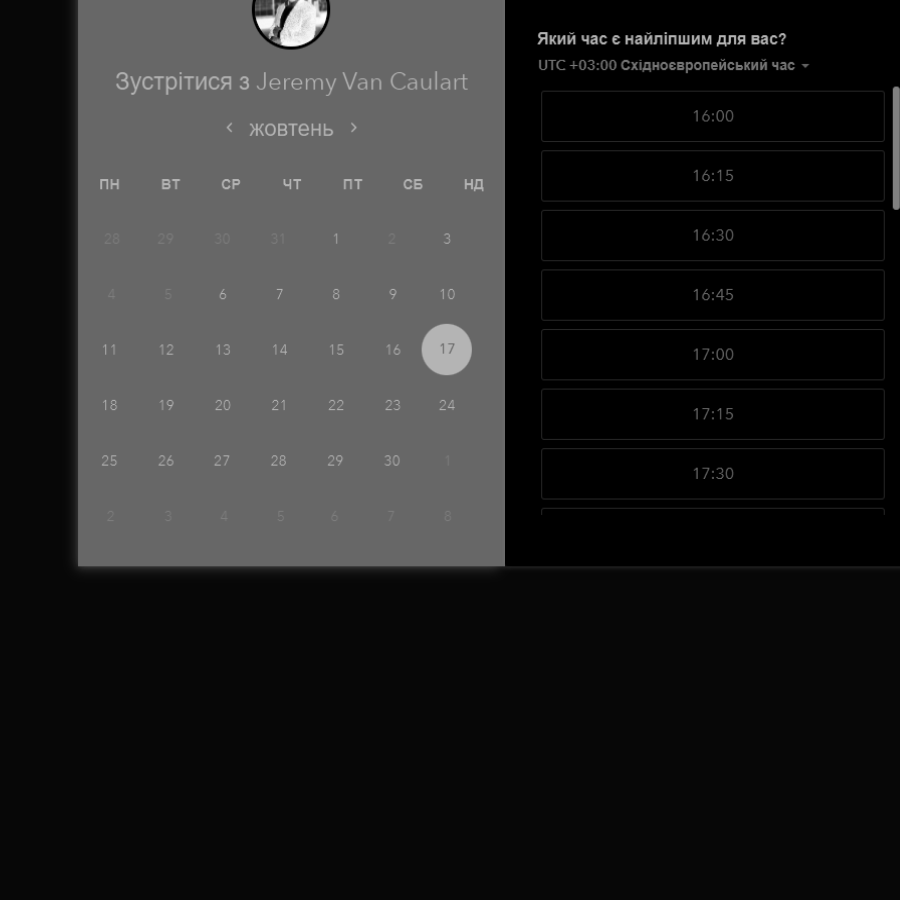 Зустрітися з Jeremy Van Caulart
жовтень
ПН ВТ СР ЧТ ПТ СБ НД
28 29 30 31 1 2 3
4 5 6 7 8 9 10
11 12 13 14 15 16 17
18 19 20 21 22 23 24
25 26 27 28 29 30 1
2 3 4 5 6 7 8
Який час є найліпшим для вас?
UTC +03:00 Східноєвропейський час
16:00
16:15
16:30
16:45
17:00
17:15
17:30